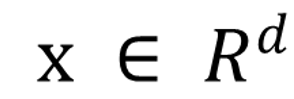 x ∈ R^d